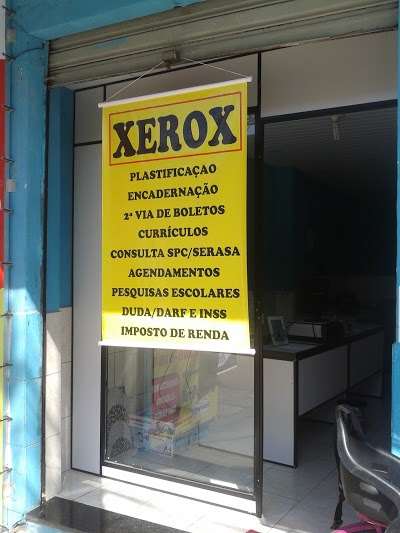 XEROX
PLASTIFICAÇAO
ENCADERNAÇÃO
2ª VIA DE BOLETOS
CURRÍCULOS
CONSULTA SPC/SERASA
AGENDAMENTOS
PESQUISAS ESCOLARES
DUDA/DARF E INSS
IMPOSTO DE RENDA